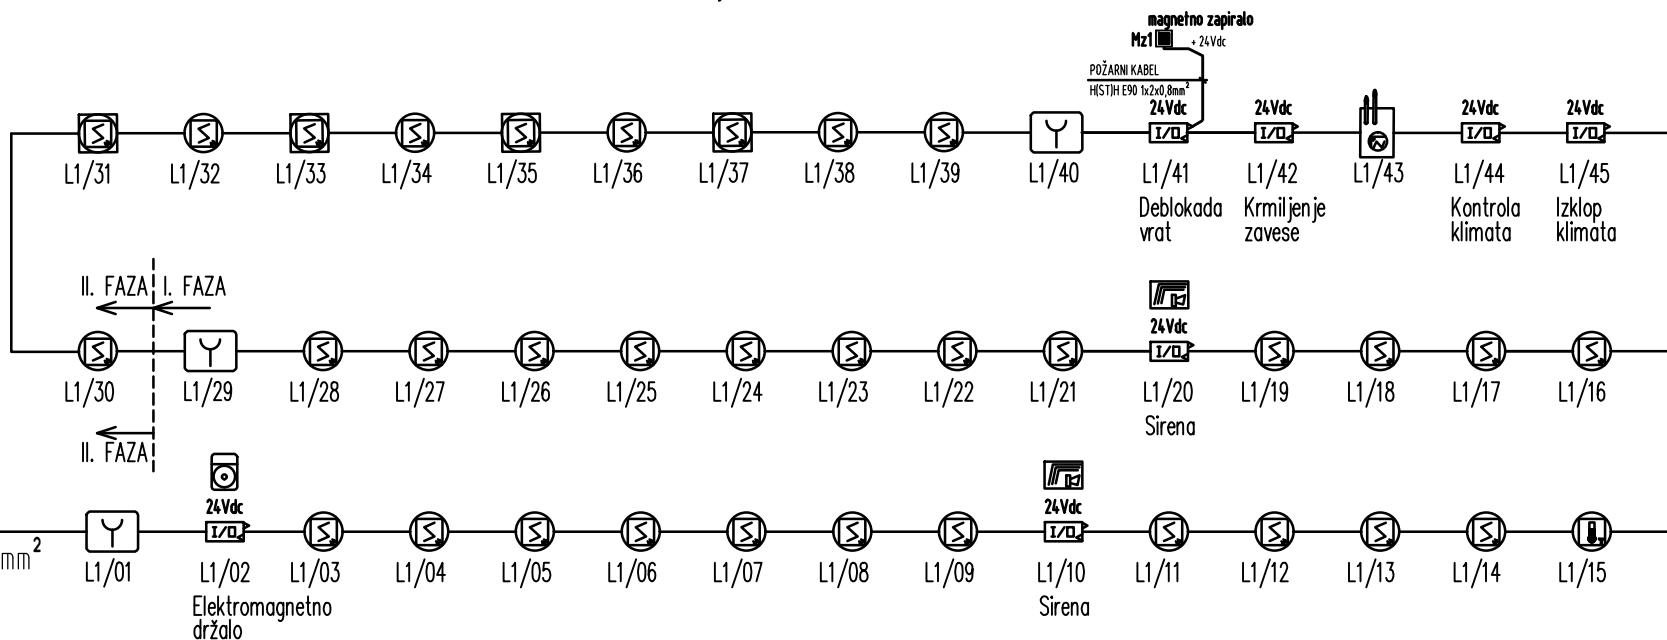 magnetno zapiralo
Mz1
+ 24Vdc
POŽARNI KABEL
H(ST)H E90 1x2x0,8mm²
24Vdc 24Vdc 24Vdc 24Vdc
I/O I/O I/O I/O
L1/31 L1/32 L1/33 L1/34 L1/35 L1/36 L1/37 L1/38 L1/39 L1/40 L1/41 L1/42 L1/43 L1/44 L1/45
Deblokada vrat
Krmiljenje zavese
Kontrola klimata
Izklop klimata
II. FAZA I. FAZA
24Vdc
I/O
L1/30 L1/29 L1/28 L1/27 L1/26 L1/25 L1/24 L1/23 L1/22 L1/21 L1/20 L1/19 L1/18 L1/17 L1/16
Sirena
II. FAZA
24Vdc 24Vdc
I/O I/O
mm²
L1/01 L1/02 L1/03 L1/04 L1/05 L1/06 L1/07 L1/08 L1/09 L1/10 L1/11 L1/12 L1/13 L1/14 L1/15
Elektromagnetno
držalo
Sirena